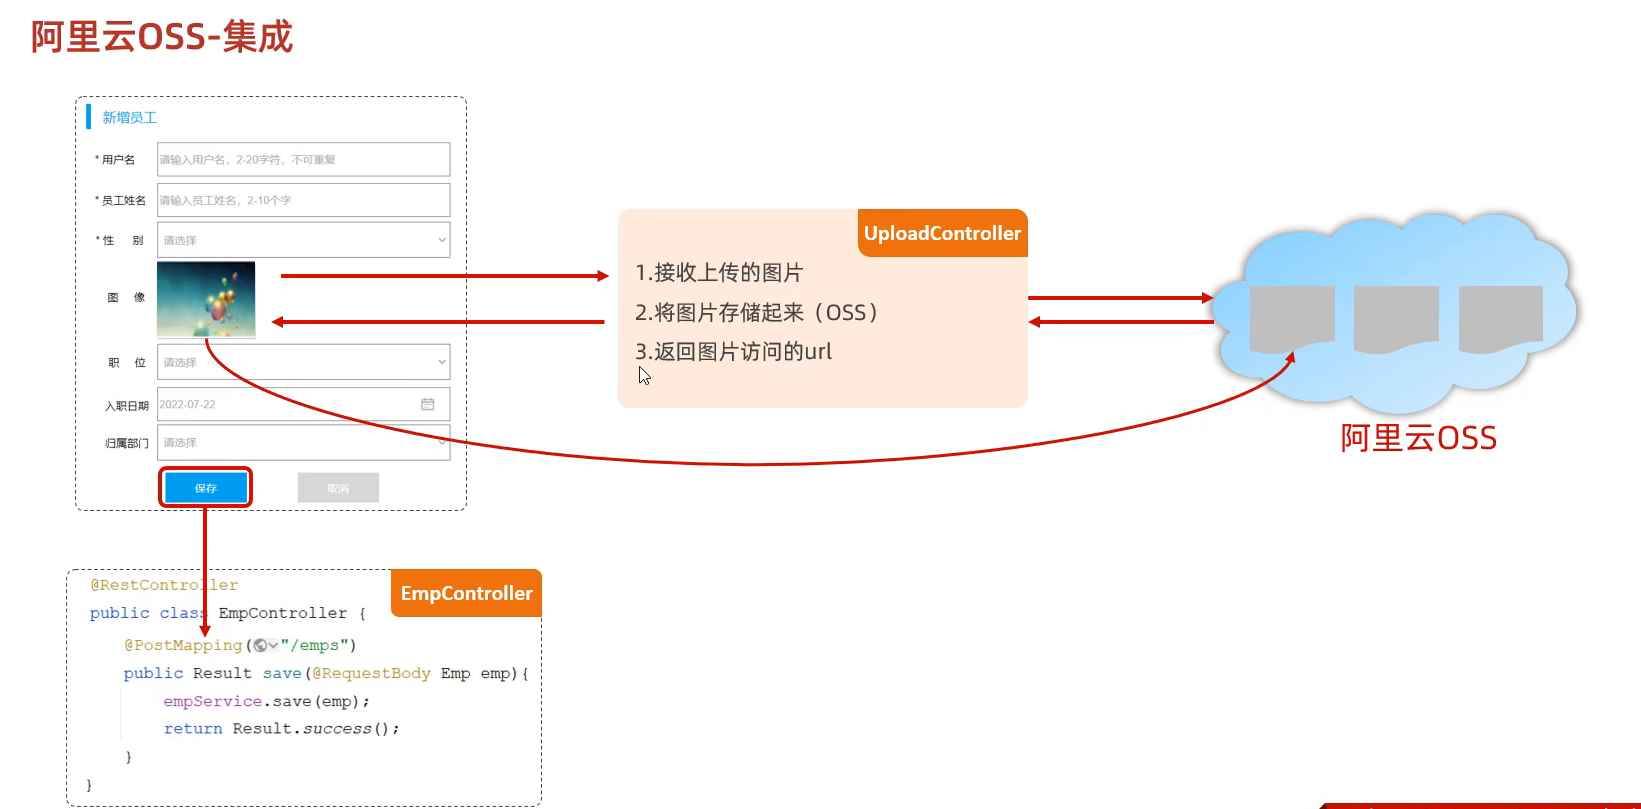 阿里云OSS-集成
新增员工
* 用户名
请输入用户名，2-20字符，不可重复
* 员工姓名
请输入员工姓名，2-10个字
* 性 别
请选择
图 像
职 位
请选择
入职日期
2022-07-22
归属部门
请选择
保存
取消
UploadController
1.接收上传的图片
2.将图片存储起来（OSS）
3.返回图片访问的url
阿里云OSS
EmpController
@RestController
public class EmpController {
@PostMapping("/emps")
public Result save(@RequestBody Emp emp){
empService.save(emp);
return Result.success();
}
}